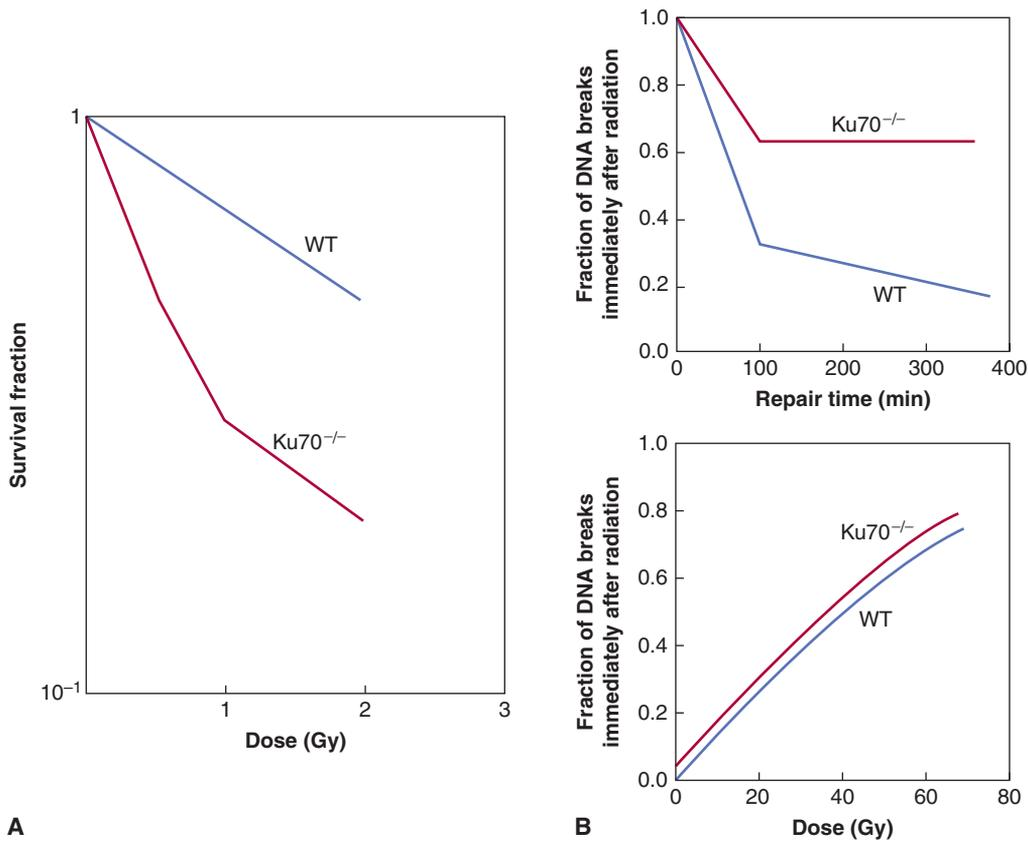 1
WT
Ku70−/−
10−1
1
2
3
Survival fraction
Dose (Gy)
A
1.0
0.8
0.6
0.4
0.2
0.0
Fraction of DNA breaks
immediately after radiation
Ku70−/−
WT
0
100
200
300
400
Repair time (min)
1.0
0.8
0.6
0.4
0.2
0.0
Fraction of DNA breaks
immediately after radiation
Ku70−/−
WT
0
20
40
60
80
Dose (Gy)
B